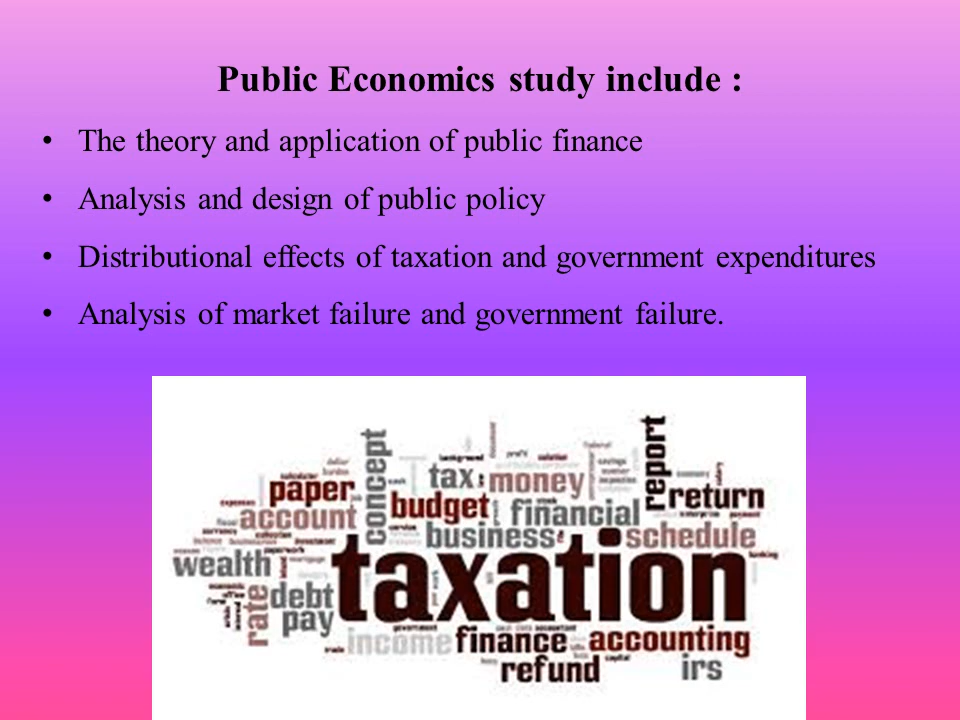 Public Economics study include :
• The theory and application of public finance
• Analysis and design of public policy
• Distributional effects of taxation and government expenditures
• Analysis of market failure and government failure.
concept
report
tax
money
paper
return
budget
account
financial
business
schedule
wealth
taxation
debt
rate
pay
income
finance
accounting
refund
irs